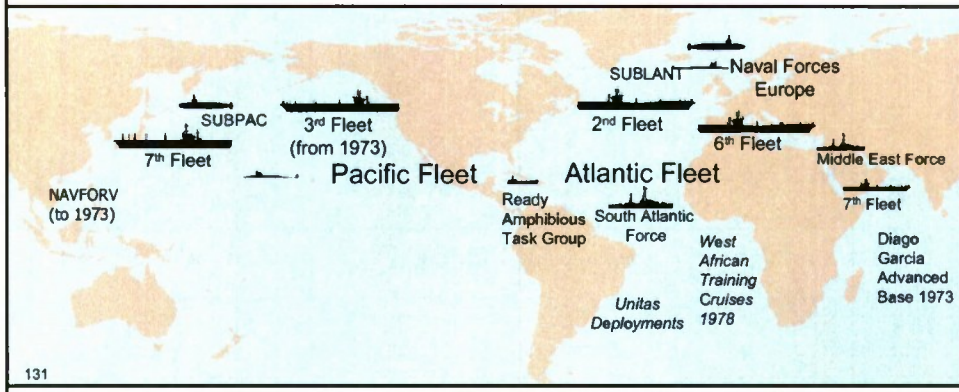 SUBPAC
7th Fleet
NAVFORV
(to 1973)
3rd Fleet
(from 1973)
Pacific Fleet
SUBLANT
Naval Forces
Europe
2nd Fleet
6th Fleet
Atlantic Fleet
Middle East Force
7th Fleet
Ready
Amphibious
Task Group
South Atlantic
Force
Unitas
Deployments
West
African
Training
Cruises
1978
Diago
Garcia
Advanced
Base 1973
131